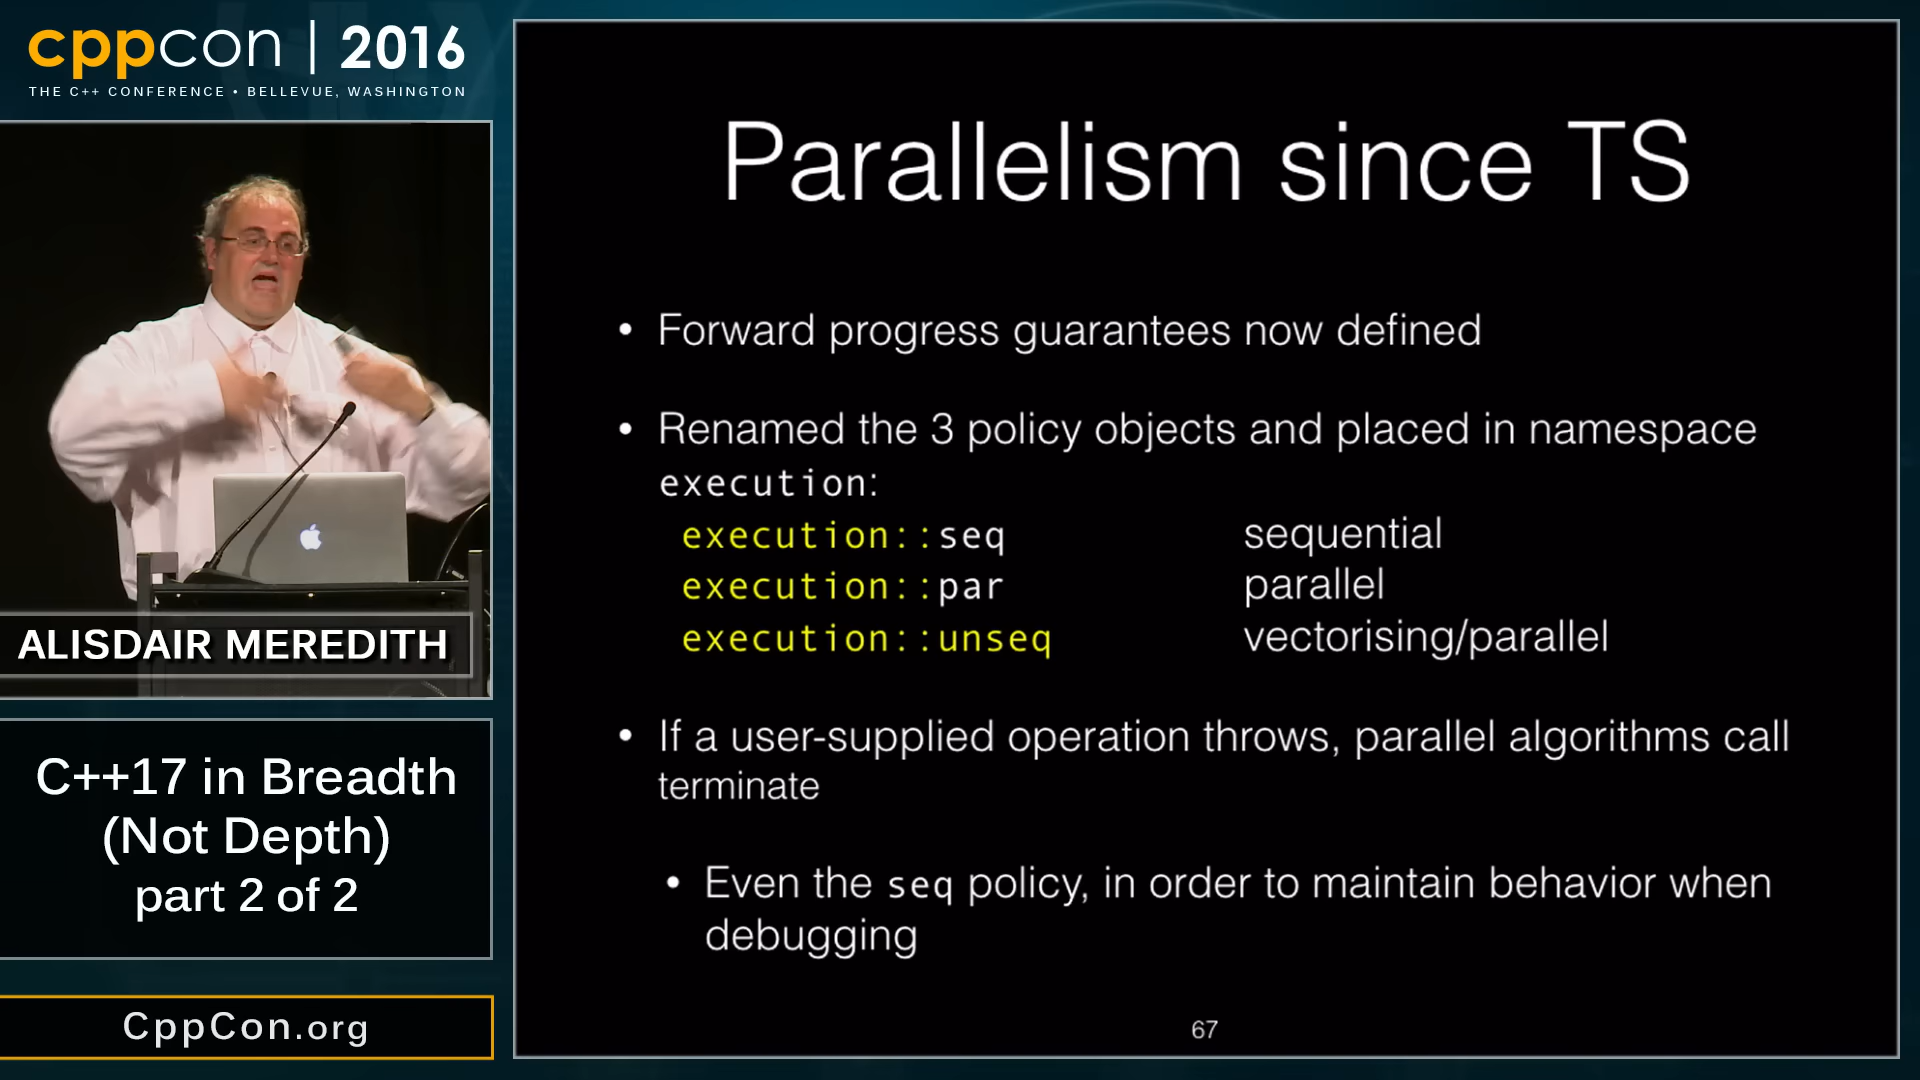 cppcon | 2016
THE C++ CONFERENCE • BELLEVUE, WASHINGTON
ALISDAIR MEREDITH
C++17 in Breadth
(Not Depth)
part 2 of 2
CppCon.org
Parallelism since TS
• Forward progress guarantees now defined
• Renamed the 3 policy objects and placed in namespace
execution:
execution::seq sequential
execution::par parallel
execution::unseq vectorising/parallel
• If a user-supplied operation throws, parallel algorithms call
terminate
• Even the seq policy, in order to maintain behavior when
debugging
67